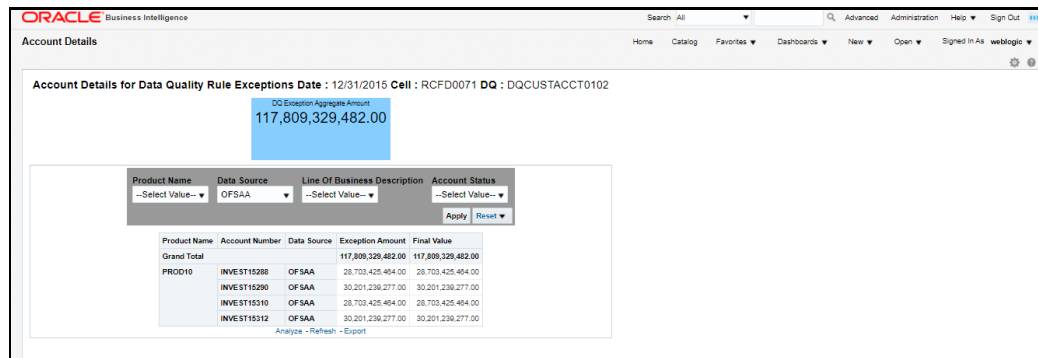 ORACLE Business Intelligence
Search All Advanced Administration Help Sign Out
Account Details
Home Catalog Favorites Dashboards New Open Signed In As weblogic
Account Details for Data Quality Rule Exceptions Date : 12/31/2015 Cell : RCFD0071 DQ : DQCUSTACCT0102
DQ Exception Aggregate Amount
117,809,329,482.00
Product Name Data Source Line Of Business Description Account Status
--Select Value-- OFSAA --Select Value-- --Select Value--
Apply Reset
Product Name Account Number Data Source Exception Amount Final Value
Grand Total 117,809,329,482.00 117,809,329,482.00
PROD10 INVEST15288 OFSAA 28,703,425,464.00 28,703,425,464.00
INVEST15290 OFSAA 30,201,239,277.00 30,201,239,277.00
INVEST15310 OFSAA 28,703,425,464.00 28,703,425,464.00
INVEST15312 OFSAA 30,201,239,277.00 30,201,239,277.00
Analyze - Refresh - Export